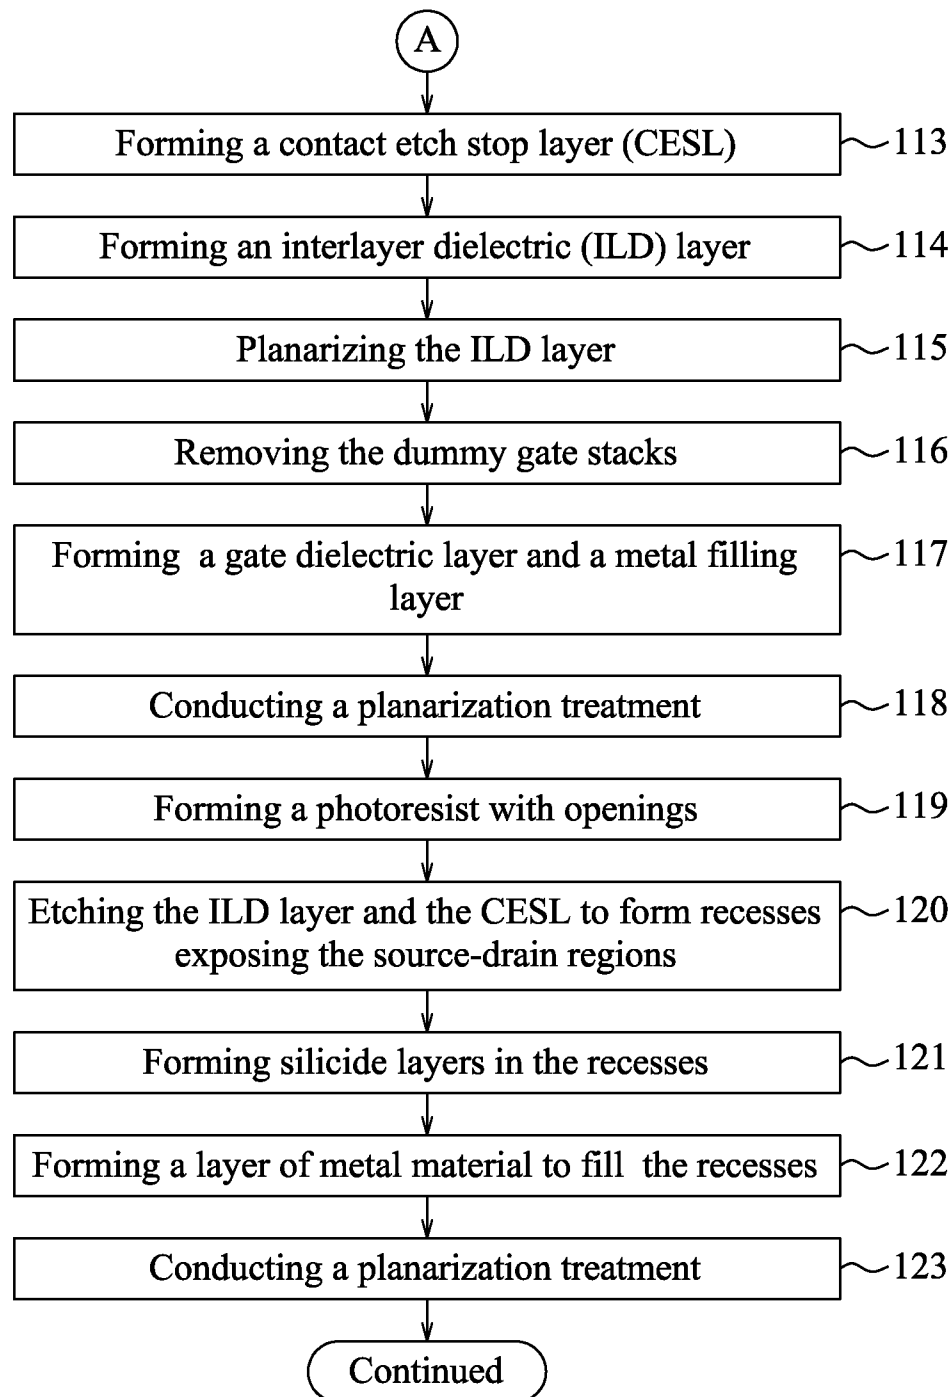 A
Forming a contact etch stop layer (CESL)
113
Forming an interlayer dielectric (ILD) layer
114
Planarizing the ILD layer
115
Removing the dummy gate stacks
116
Forming a gate dielectric layer and a metal filling
layer
117
Conducting a planarization treatment
118
Forming a photoresist with openings
119
Etching the ILD layer and the CESL to form recesses
exposing the source-drain regions
120
Forming silicide layers in the recesses
121
Forming a layer of metal material to fill the recesses
122
Conducting a planarization treatment
123
Continued